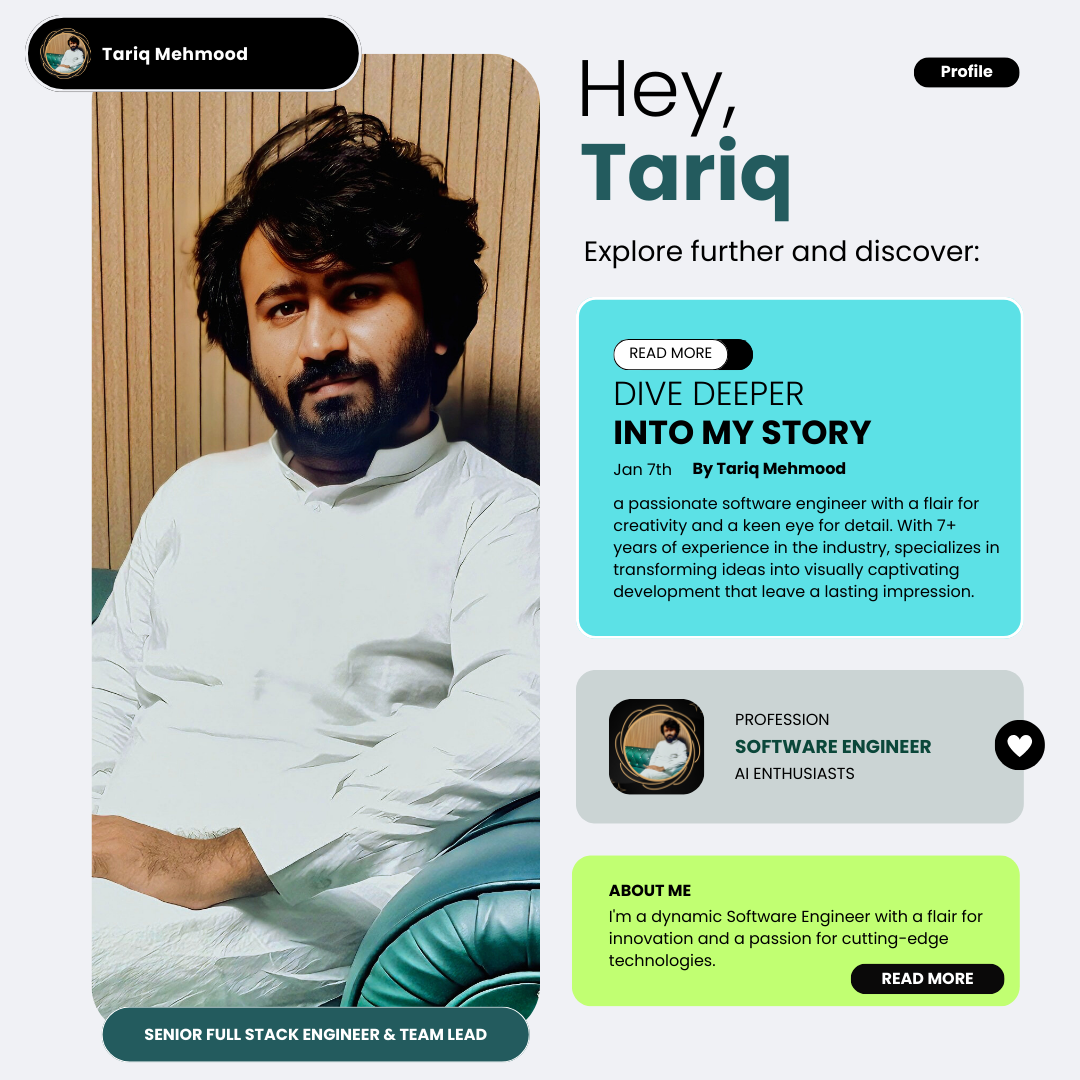 Tariq Mehmood
Hey,
Tariq
Profile
Explore further and discover:
READ MORE
DIVE DEEPER
INTO MY STORY
Jan 7th By Tariq Mehmood
a passionate software engineer with a flair for
creativity and a keen eye for detail. With 7+
years of experience in the industry, specializes in
transforming ideas into visually captivating
development that leave a lasting impression.
PROFESSION
SOFTWARE ENGINEER
AI ENTHUSIASTS
ABOUT ME
I'm a dynamic Software Engineer with a flair for
innovation and a passion for cutting-edge
technologies.
READ MORE
SENIOR FULL STACK ENGINEER & TEAM LEAD